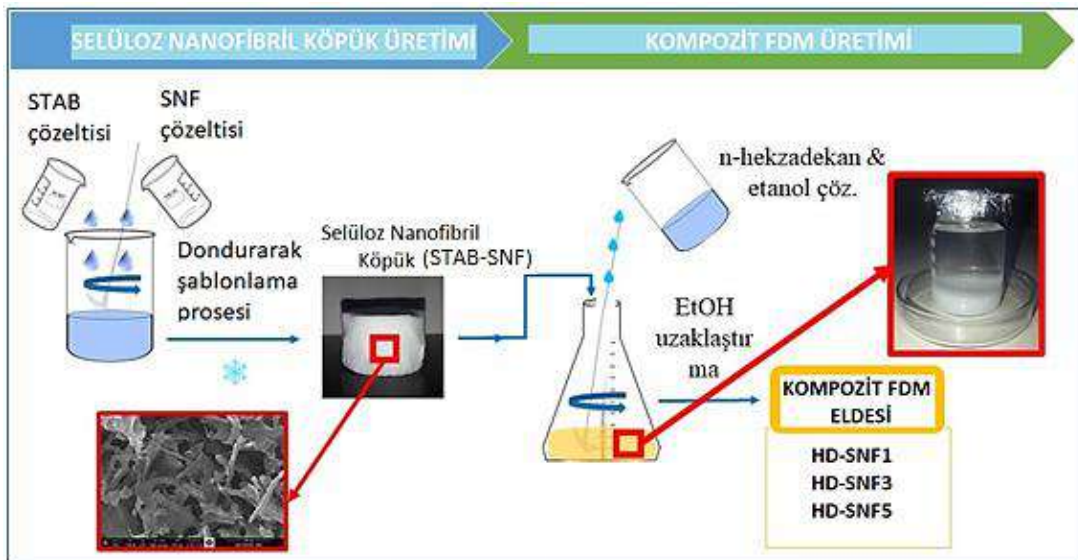 SELÜLOZ NANOFİBRİL KÖPÜK ÜRETİMİ
KOMPOZİT FDM ÜRETİMİ
STAB
çözeltisi
SNF
çözeltisi
Dondurarak
şablonlama
prosesi
Selüloz Nanofibril
Köpük (STAB-SNF)
n-hekzadekan &
etanol çöz.
EtOH
uzaklaştır
ma
KOMPOZİT FDM
ELDESİ
HD-SNF1
HD-SNF3
HD-SNF5